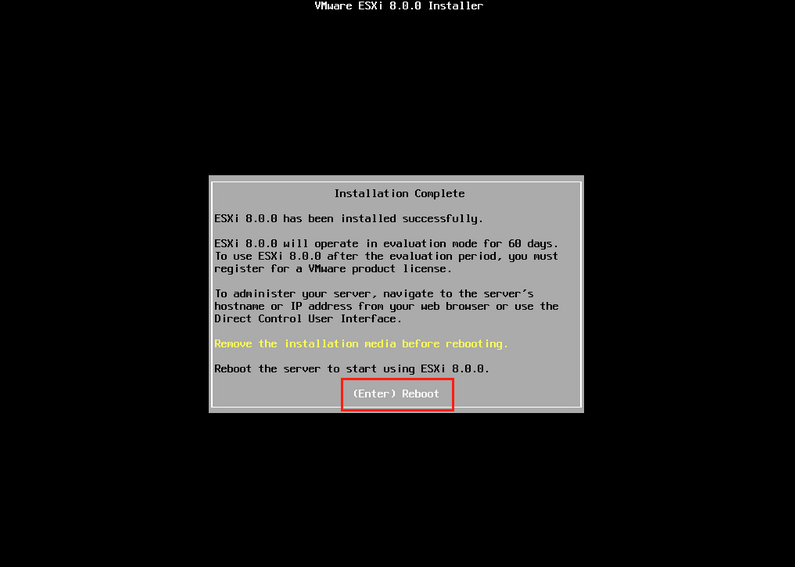 VMware ESXi 8.0.0 Installer
Installation Complete
ESXi 8.0.0 has been installed successfully.
ESXi 8.0.0 will operate in evaluation mode for 60 days.
To use ESXi 8.0.0 after the evaluation period, you must
register for a VMware product license.
To administer your server, navigate to the server's
hostname or IP address from your web browser or use the
Direct Control User Interface.
Remove the installation media before rebooting.
Reboot the server to start using ESXi 8.0.0.
(Enter) Reboot